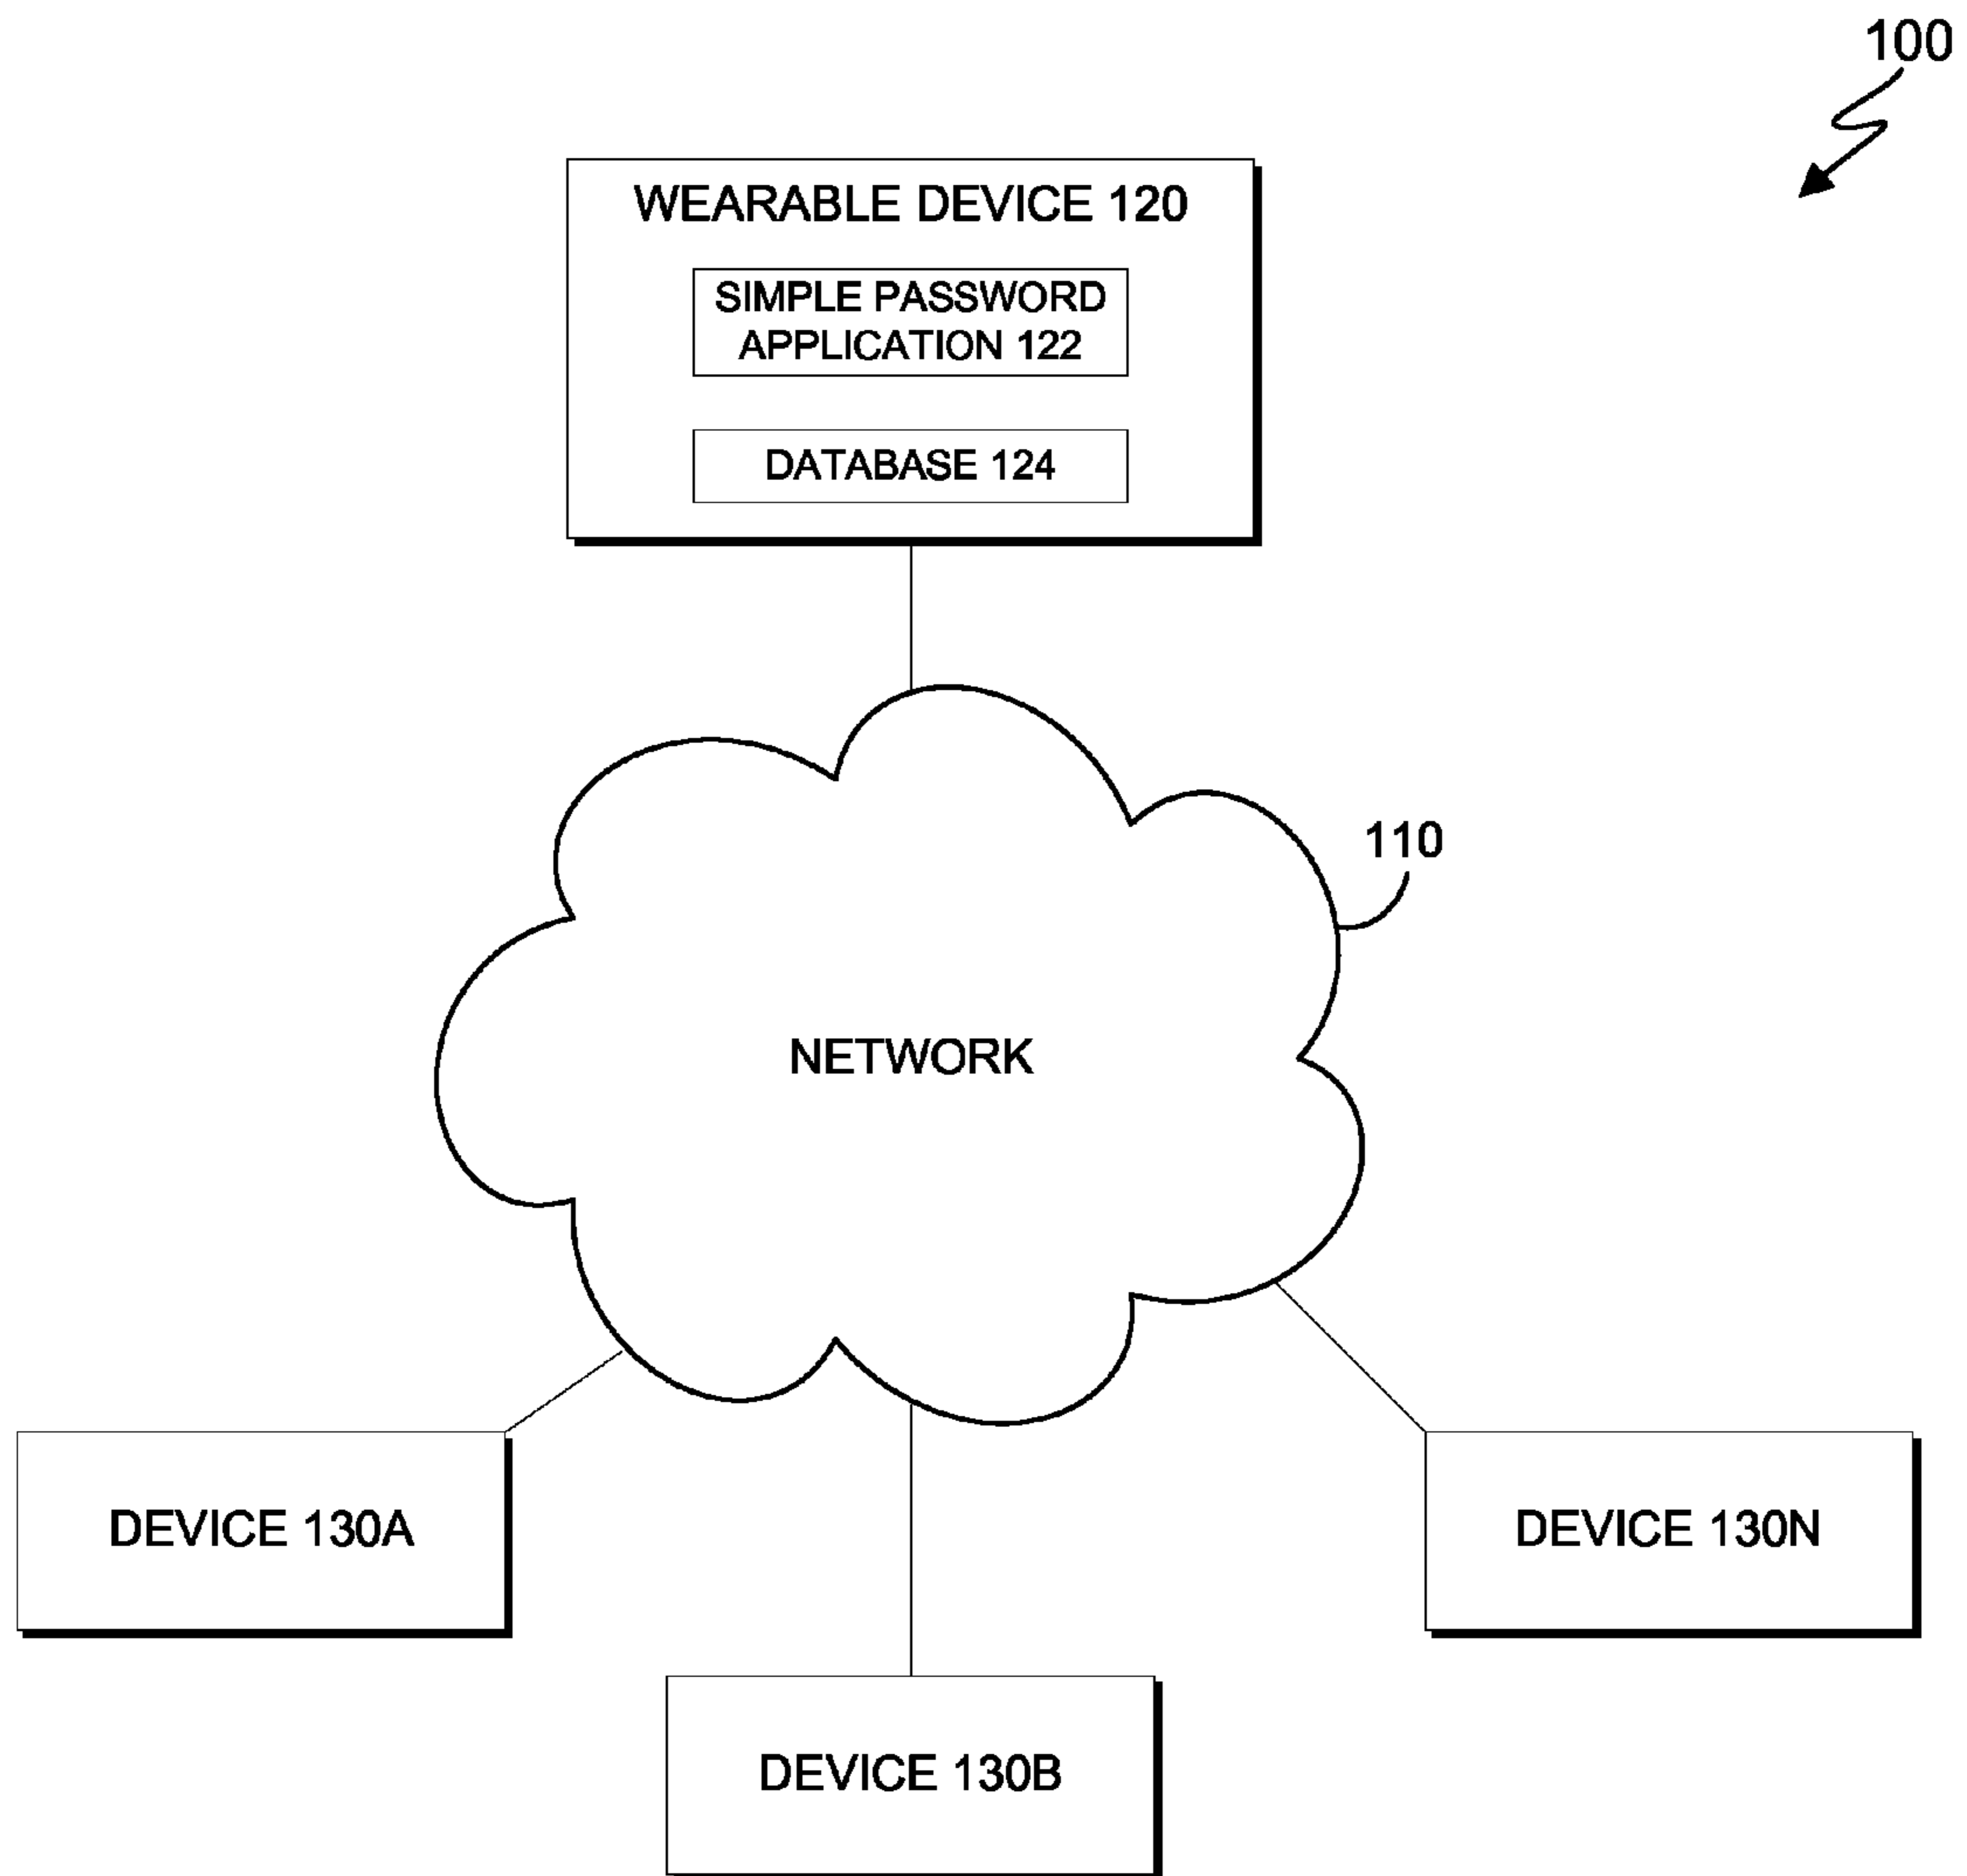 100
WEARABLE DEVICE 120
SIMPLE PASSWORD
APPLICATION 122
DATABASE 124
110
NETWORK
DEVICE 130A
DEVICE 130N
DEVICE 130B